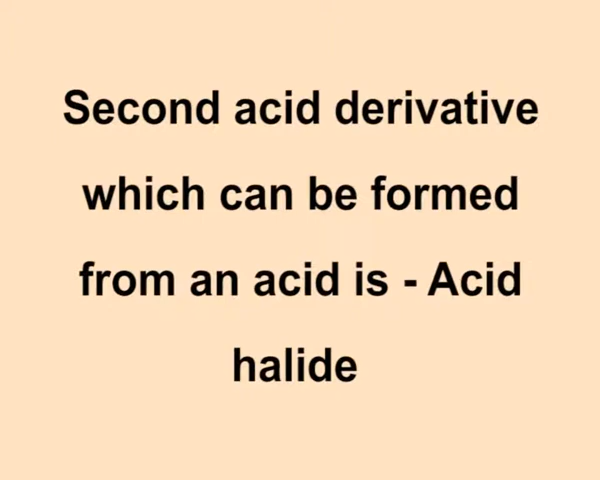 Second acid derivative
which can be formed
from an acid is - Acid
halide